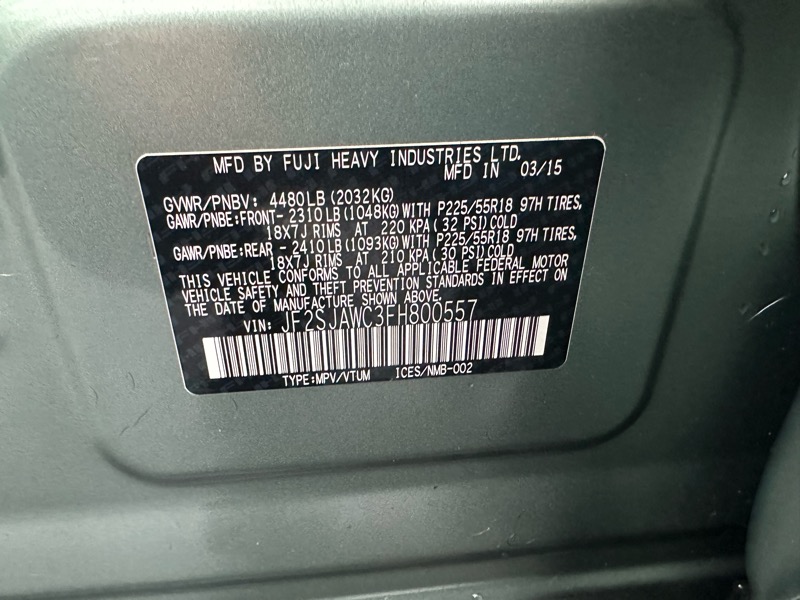 MFD BY FUJI HEAVY INDUSTRIES LTD.
MFD IN 03/15
GVWR/PNBV: 4480LB(2032KG)
GAWR/PNBE:FRONT- 2310LB(1048KG)WITH P225/55R18 97H TIRES,
18X7J RIMS AT 220 KPA(32 PSI)COLD
GAWR/PNBE:REAR - 2410LB(1093KG)WITH P225/55R18 97H TIRES,
18X7J RIMS AT 210 KPA(30 PSI)COLD
THIS VEHICLE CONFORMS TO ALL APPLICABLE FEDERAL MOTOR
VEHICLE SAFETY AND THEFT PREVENTION STANDARDS IN EFFECT ON
THE DATE OF MANUFACTURE SHOWN ABOVE.
VIN: JF2SJAWC3FH800557
TYPE:MPV/VTUM ICES/NMB-002